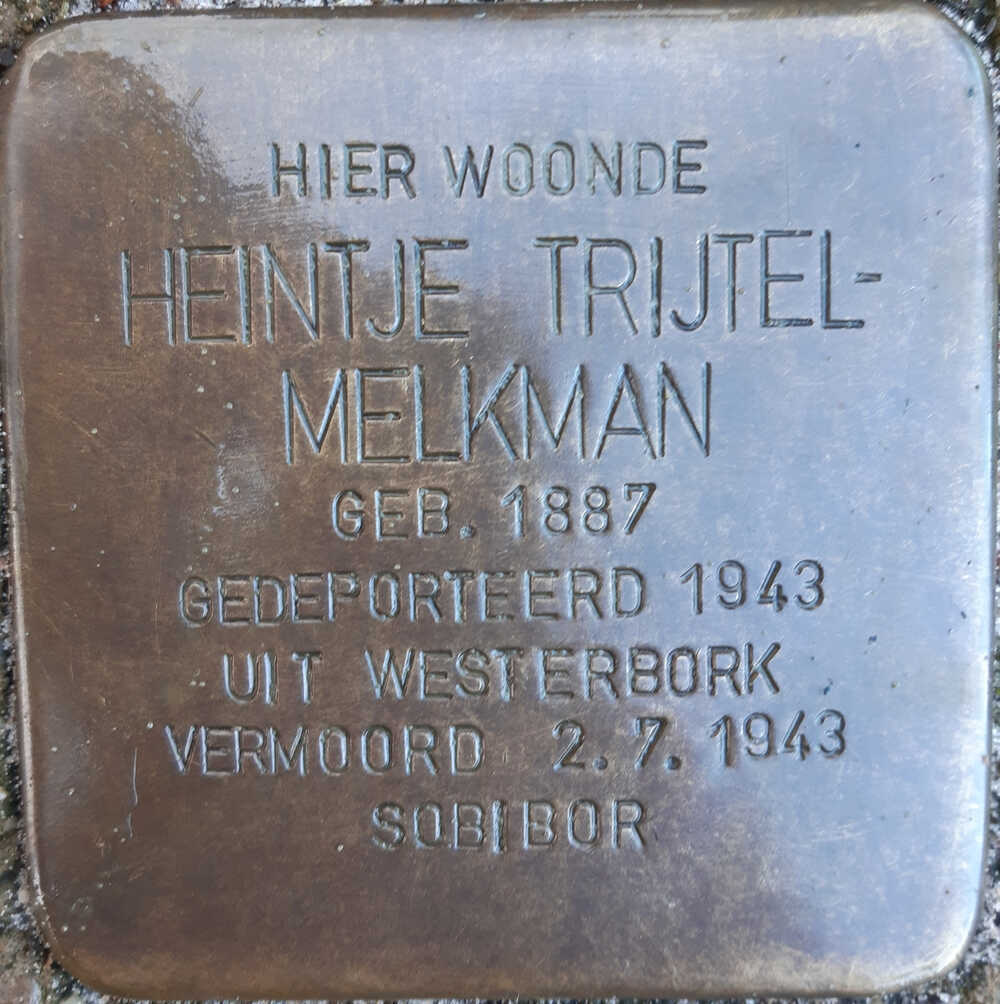 HIER WOONDE
HEINTJE TRIJTEL-
MELKMAN
GEB. 1887
GEDEPORTEERD 1943
UIT WESTERBORK
VERMOORD 2.7.1943
SOBIBOR